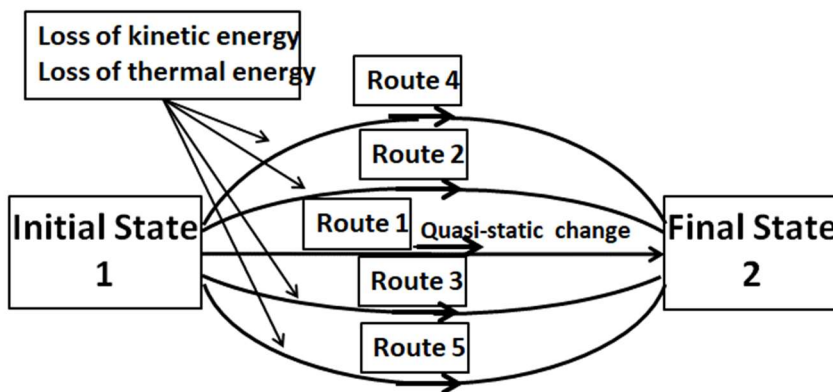 Loss of kinetic energy
Loss of thermal energy
Route 4
Route 2
Route 1
Quasi-static change
Initial State
1
Final State
2
Route 3
Route 5